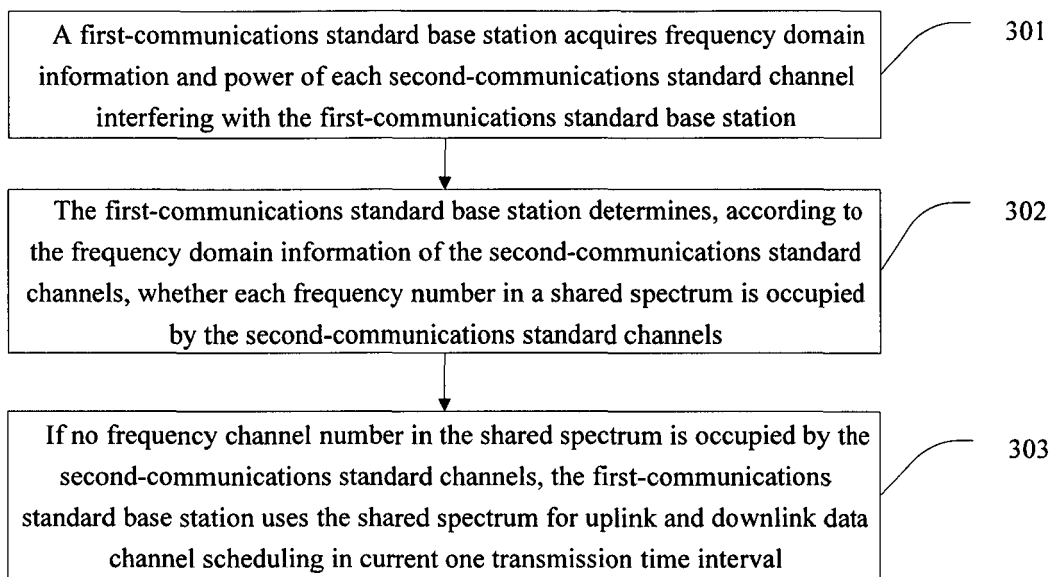 A first-communications standard base station acquires frequency domain
information and power of each second-communications standard channel
interfering with the first-communications standard base station
301
The first-communications standard base station determines, according to
the frequency domain information of the second-communications standard
channels, whether each frequency number in a shared spectrum is occupied
by the second-communications standard channels
302
If no frequency channel number in the shared spectrum is occupied by the
second-communications standard channels, the first-communications
standard base station uses the shared spectrum for uplink and downlink data
channel scheduling in current one transmission time interval
303